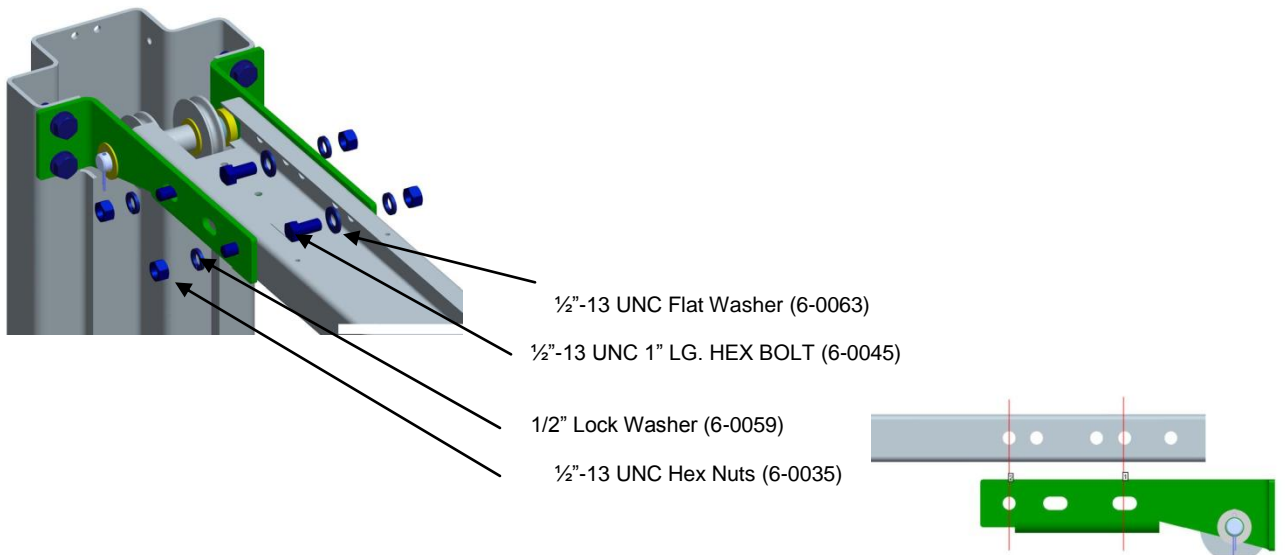 ½”-13 UNC Flat Washer (6-0063)
½”-13 UNC 1” LG. HEX BOLT (6-0045)
1/2” Lock Washer (6-0059)
½”-13 UNC Hex Nuts (6-0035)